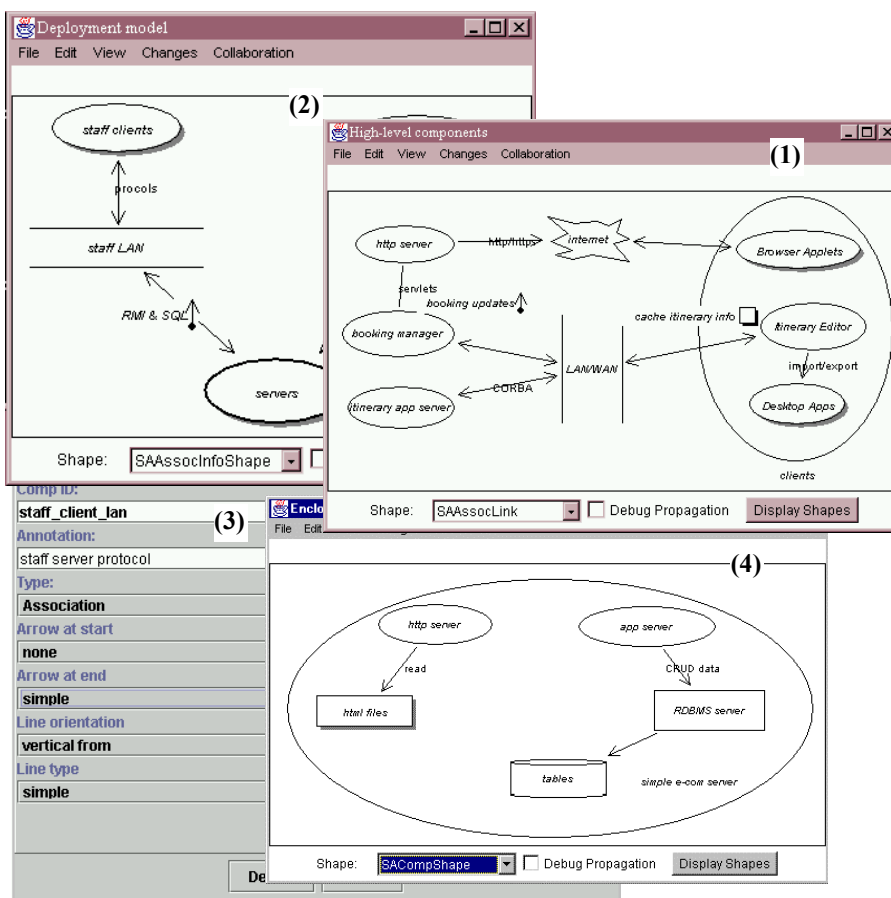 Deployment model
File Edit View Changes Collaboration
(2)
staff clients
procols
staff LAN
RMI & SQL
servers
Shape: SAAssocInfoShape
High-level components
File Edit View Changes Collaboration
(1)
http server
http/https
internet
Browser Applets
servlets
booking updates
cache itinerary info
booking manager
Itinerary Editor
LAN/WAN
import/export
CORBA
itinerary app server
Desktop Apps
clients
Shape: SAAssocLink Debug Propagation Display Shapes
Comp ID:
staff_client_lan
(3)
Annotation:
staff server protocol
Type:
Association
Arrow at start
none
Arrow at end
simple
Line orientation
vertical from
Line type
simple
De
Enclo
File Edit
(4)
http server
app server
read
CRUD data
html files
RDBMS server
tables
simple e-com server
Shape: SACompShape Debug Propagation Display Shapes